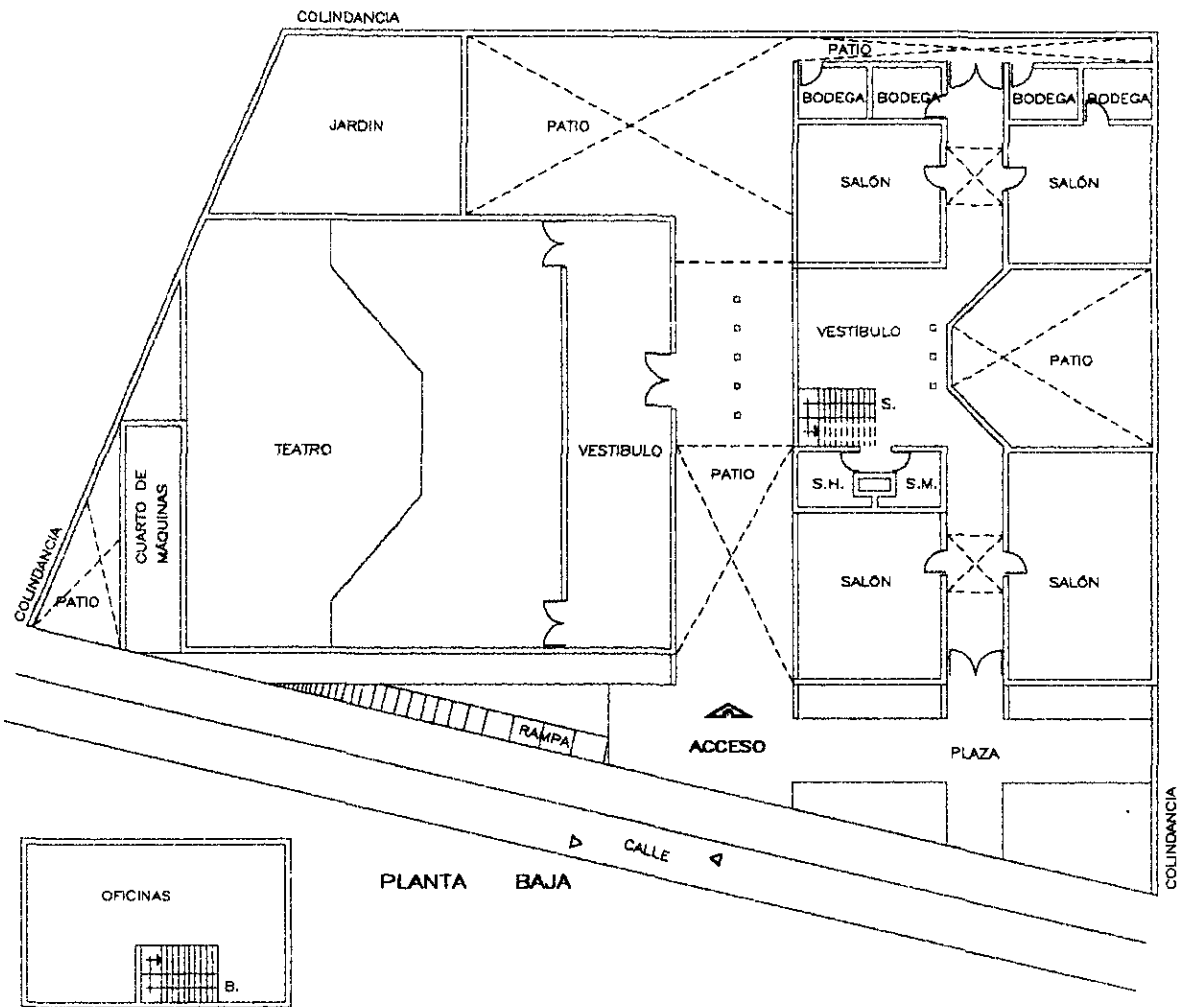 COLINDANCIA
PATIO
BODEGA BODEGA BODEGA BODEGA
JARDIN
PATIO
SALÓN
SALÓN
VESTIBULO
PATIO
S.
TEATRO
VESTIBULO
PATIO
S.H.
S.M.
CUARTO DE
MÁQUINAS
COLINDANCIA
PATIO
SALÓN
SALÓN
RAMPA
ACCESO
PLAZA
COLINDANCIA
CALLE
PLANTA BAJA
OFICINAS
B.